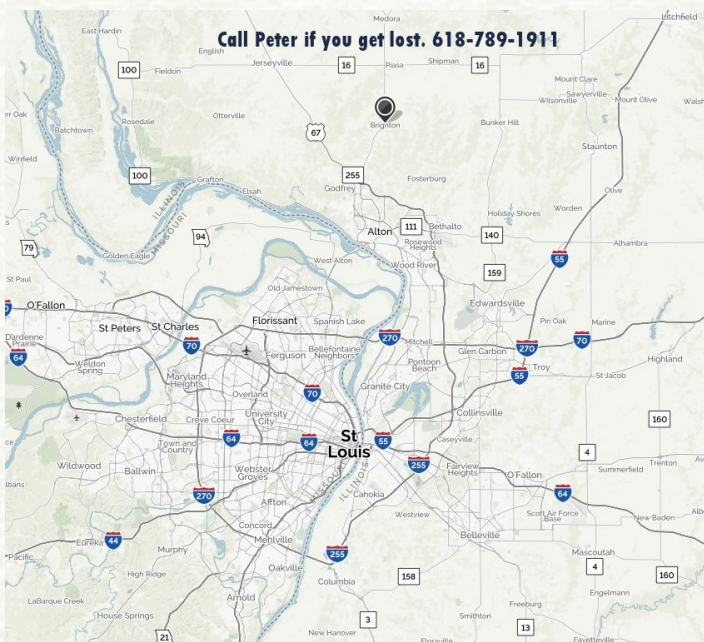 Call Peter if you get lost. 618-789-1911
Medora
Litchfield
East Hardin
English
Jerseyville
16
Piasa
Shipman
16
100
Fieldon
Mount Clare
Sawyerville
Wilsonville
Mount Olive
Rosedale
Otterville
Brighton
Bunker Hill
Batchtown
67
Staunton
Winfield
100
Grafton
Elsah
255
Godfrey
Fosterburg
Olive
ILLINOIS
MISSOURI
94
Alton
111
Bethalto
Holiday Shores
Worden
140
Rosewood
Heights
Alhambra
79
Golden Eagle
West Alton
Wood River
55
159
St Paul
Old Jamestown
Edwardsville
O'Fallon
St Peters
St Charles
Florissant
Spanish Lake
Pin Oak
Marine
Dardenne
Prairie
70
Ferguson
Bellefontaine
Neighbors
270
Mitchell
Glen Carbon
270
70
64
Weldon
Spring
Pontoon
Beach
Troy
Highland
Maryland
Heights
55
St Jacob
Overland
70
Granite City
Chesterfield
Creve Coeur
University
City
Collinsville
160
64
64
St
Louis
55
Caseyville
Town and
Country
4
Wildwood
Ballwin
Webster
Groves
255
Fairview
Heights
O'Fallon
Summerfield
Trenton
270
MISSOURI
ILLINOIS
Cahokia
64
Affton
Westview
Scott Air Force
Base
New Baden
Concord
Belleville
44
Eureka
Murphy
Mehlville
255
Mascoutah
Pacific
High Ridge
Oakville
Columbia
158
4
160
LaBarque Creek
Arnold
Engelmann
House Springs
3
Smithton
Freeburg
21
New Hanover
Floraville
13
Fayetteville